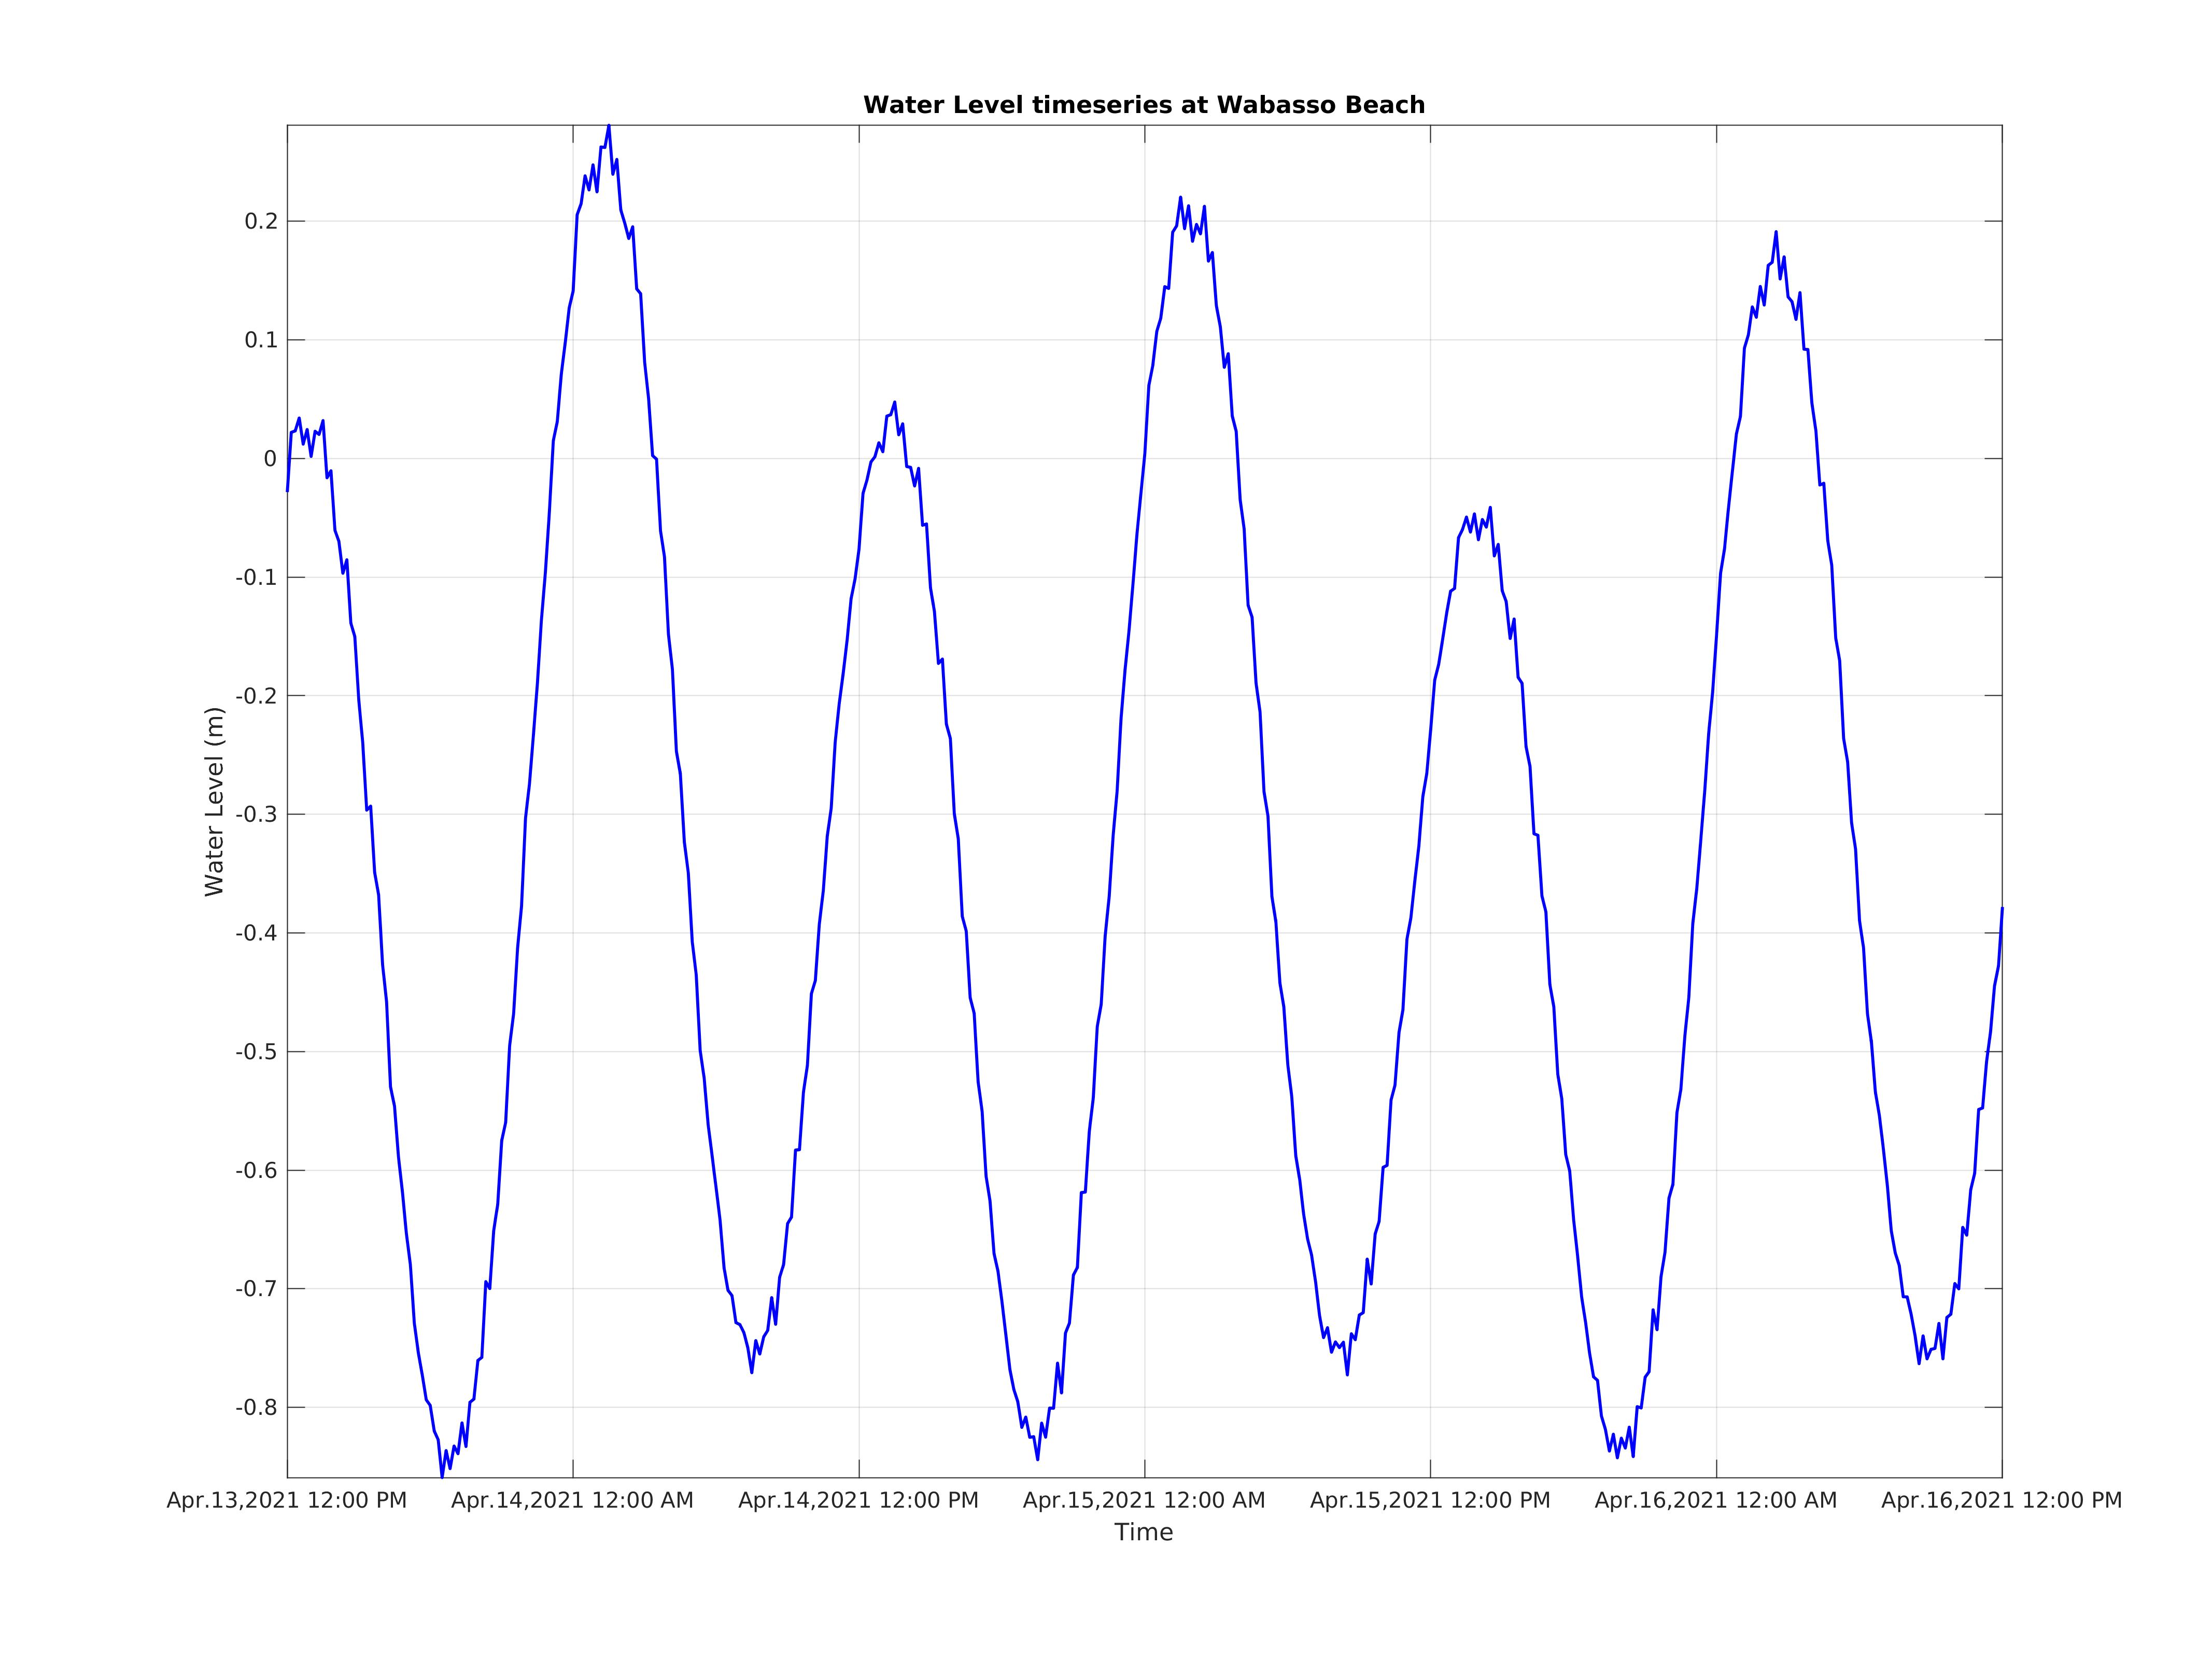 Water Level timeseries at Wabasso Beach
0.2
0.1
0
-0.1
-0.2
-0.3
-0.4
-0.5
-0.6
-0.7
-0.8
Water Level (m)
Apr.13,2021 12:00 PM Apr.14,2021 12:00 AM Apr.14,2021 12:00 PM Apr.15,2021 12:00 AM Apr.15,2021 12:00 PM Apr.16,2021 12:00 AM Apr.16,2021 12:00 PM
Time